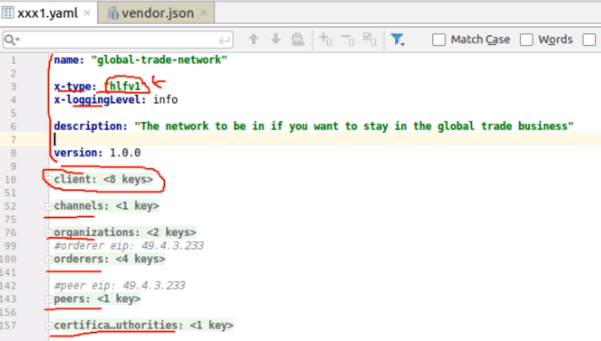 xxx1.yaml × vendor.json ×
Match Case Words
1 name: "global-trade-network"
2
3 x-type: "hlfv1"
4 x-loggingLevel: info
5
6 description: "The network to be in if you want to stay in the global trade business"
7
8 version: 1.0.0
9
10 client: <8 keys>
51
52 channels: <1 key>
75
76 organizations: <2 keys>
99 #orderer eip: 49.4.3.233
100 orderers: <4 keys>
141
142 #peer eip: 49.4.3.233
143 peers: <1 key>
156
157 certifica…uthorities: <1 key>